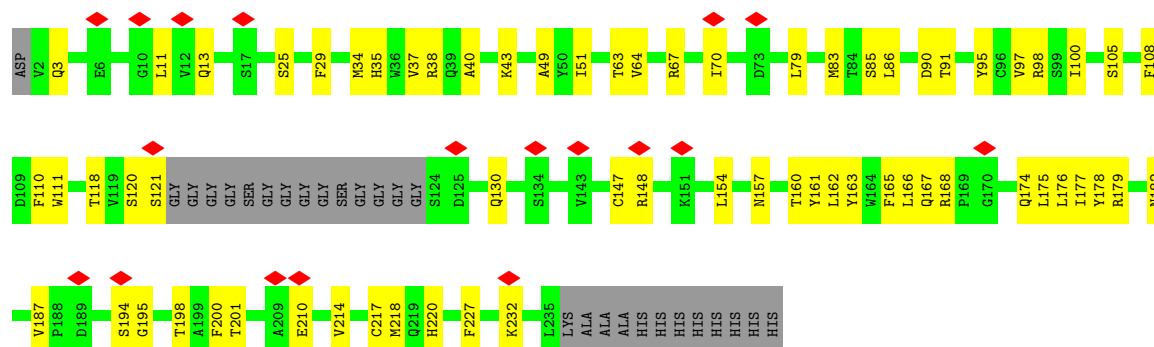 ASP V2 Q3 E6 G10 L11 V12 Q13 S17 S25 F29 M34 H35 W36 V37 R38 Q39 A40 K43 A49 Y50 I51 T63 V64 R67 I70 D73 L79 M83 T84 S85 L86 D90 T91 Y95 C96 V97 R98 S99 I100 S105 F108
D109 F110 W111 T118 V119 S120 S121 GLY GLY GLY GLY SER GLY GLY GLY GLY SER GLY GLY GLY GLY S124 D125 Q130 S134 V143 C147 R148 K151 L154 N157 T160 Y161 L162 Y163 W164 F165 L166 Q167 R168 P169 G170 Q174 L175 L176 I177 Y178 R179 N182
V187 P188 D189 S194 G195 T198 A199 F200 T201 A209 E210 V214 C217 M218 Q219 H220 F227 K232 L235 LYS ALA ALA ALA HIS HIS HIS HIS HIS HIS HIS HIS